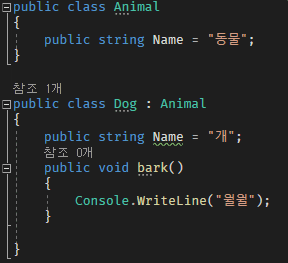 public class Animal
{
public string Name = "동물";
}
참조 1개
public class Dog : Animal
{
public string Name = "개";
참조 0개
public void bark()
{
Console.WriteLine("월월");
}
}